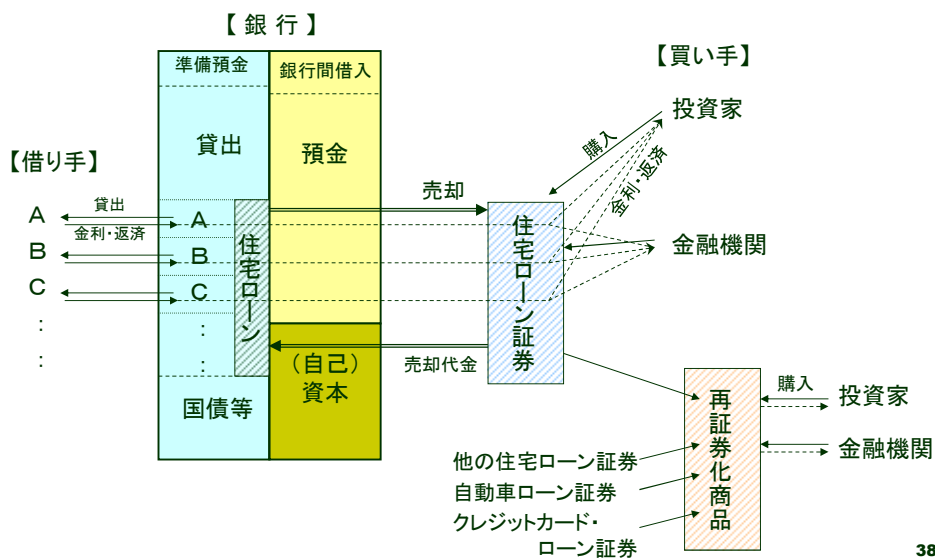 【銀行】
準備預金
銀行間借入
【買い手】
貸出
預金
投資家
購入
金利・返済
【借り手】
売却
A
貸出
A
金利・返済
B
B
C
C
:
:
:
:
住宅ローン
住宅ローン証券
金融機関
(自己)
資本
売却代金
国債等
再証券化商品
購入
投資家
金融機関
他の住宅ローン証券
自動車ローン証券
クレジットカード・
ローン証券
38